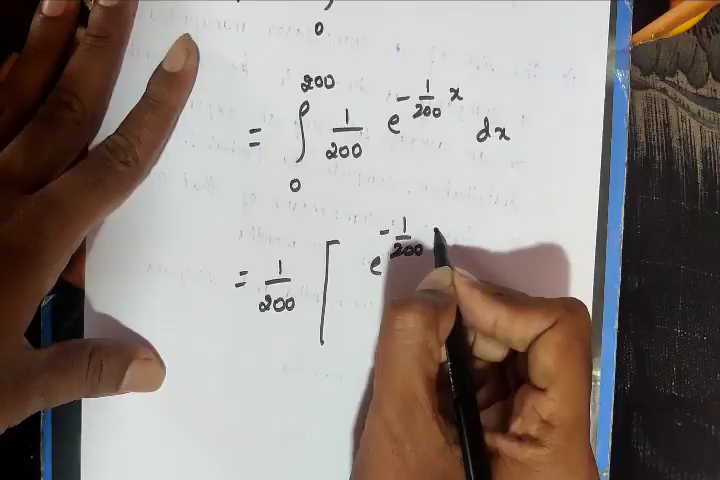 0
= ∫₀²⁰⁰ 1/200 e^(-1/200 x) dx
= 1/200 [ e^(-1/200